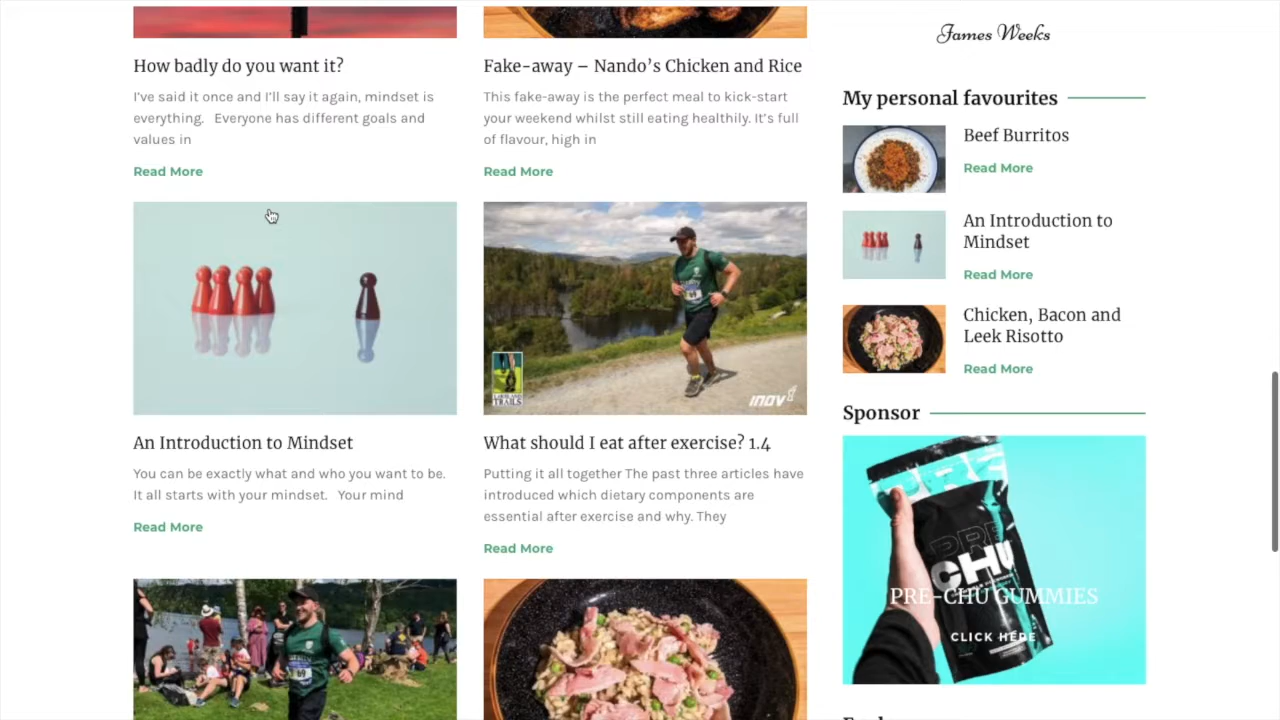 How badly do you want it?
I've said it once and I'll say it again, mindset is
everything. Everyone has different goals and
values in
Read More
Fake-away – Nando's Chicken and Rice
This fake-away is the perfect meal to kick-start
your weekend whilst still eating healthily. It's full
of flavour, high in
Read More
An Introduction to Mindset
You can be exactly what and who you want to be.
It all starts with your mindset. Your mind
Read More
LAKELAND
TRAILS
inov
8
What should I eat after exercise? 1.4
Putting it all together The past three articles have
introduced which dietary components are
essential after exercise and why. They
Read More
69
James Weeks
My personal favourites
Beef Burritos
Read More
An Introduction to
Mindset
Read More
Chicken, Bacon and
Leek Risotto
Read More
Sponsor
PRE
CHU
PRE-CHU GUMMIES
CLICK HERE